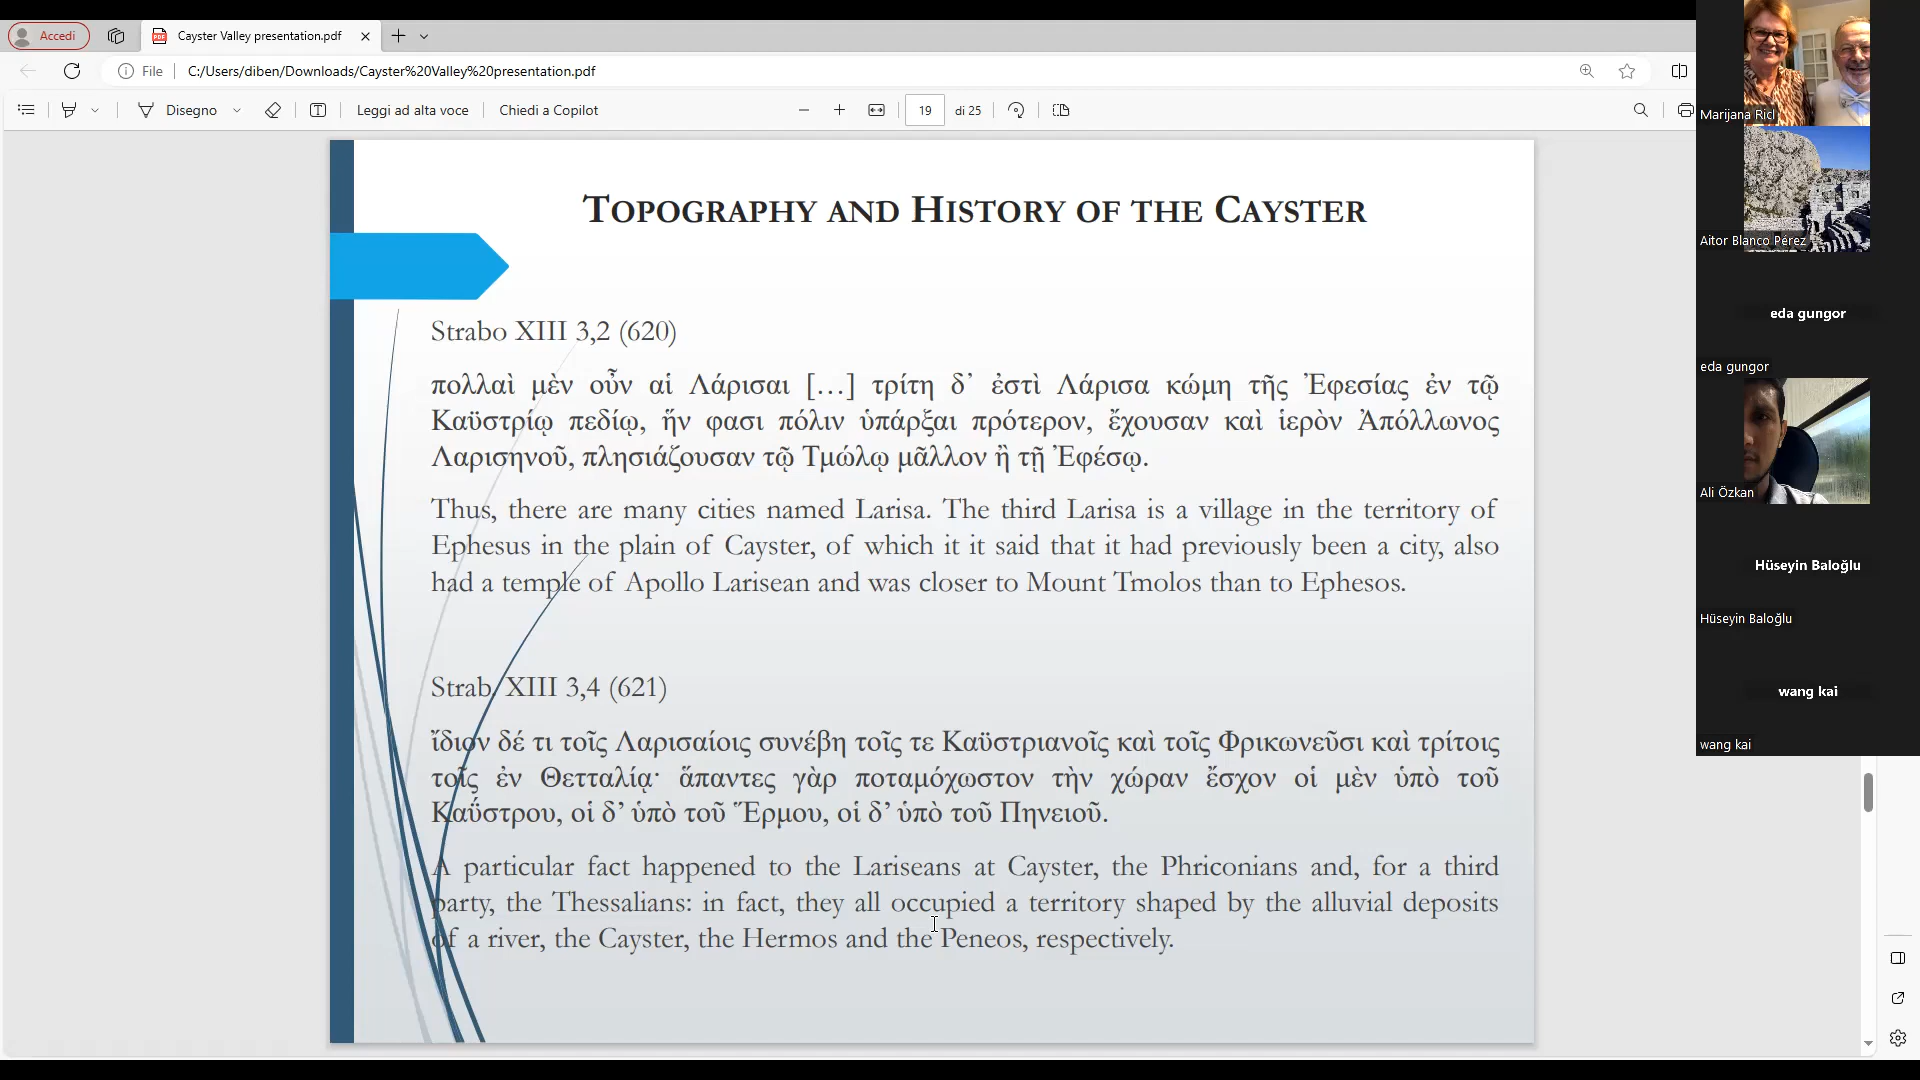 Accedi
Cayster Valley presentation.pdf
File
C:/Users/diben/Downloads/Cayster%20Valley%20presentation.pdf
Disegno
Leggi ad alta voce
Chiedi a Copilot
19
di 25
TOPOGRAPHY AND HISTORY OF THE CAYSTER
Strabo XIII 3,2 (620)
πολλαὶ μὲν οὖν αἱ Λάρισαι [...] τρίτη δ᾽ ἐστὶ Λάρισα κώμη τῆς Ἐφεσίας ἐν τῷ
Καϋστρίῳ πεδίῳ, ἥν φασι πόλιν ὑπάρξαι πρότερον, ἔχουσαν καὶ ἱερὸν Ἀπόλλωνος
Λαρισηνοῦ, πλησιάζουσαν τῷ Τμώλῳ μᾶλλον ἢ τῇ Ἐφέσῳ.
Thus, there are many cities named Larisa. The third Larisa is a village in the territory of
Ephesus in the plain of Cayster, of which it it said that it had previously been a city, also
had a temple of Apollo Larisean and was closer to Mount Tmolos than to Ephesos.
Strab. XIII 3,4 (621)
ἴδιον δέ τι τοῖς Λαρισαίοις συνέβη τοῖς τε Καϋστριανοῖς καὶ τοῖς Φρικωνεῦσι καὶ τρίτοις
τοῖς ἐν Θετταλίᾳ· ἅπαντες γὰρ ποταμόχωστον τὴν χώραν ἔσχον οἱ μὲν ὑπὸ τοῦ
Καΰστρου, οἱ δ’ ὑπὸ τοῦ Ἕρμου, οἱ δ’ ὑπὸ τοῦ Πηνειοῦ.
A particular fact happened to the Lariseans at Cayster, the Phriconians and, for a third
party, the Thessalians: in fact, they all occupied a territory shaped by the alluvial deposits
of a river, the Cayster, the Hermos and the Peneos, respectively.
Marijana Ricl
Aitor Blanco Pérez
eda gungor
eda gungor
Ali Özkan
Hüseyin Baloğlu
Hüseyin Baloğlu
wang kai
wang kai